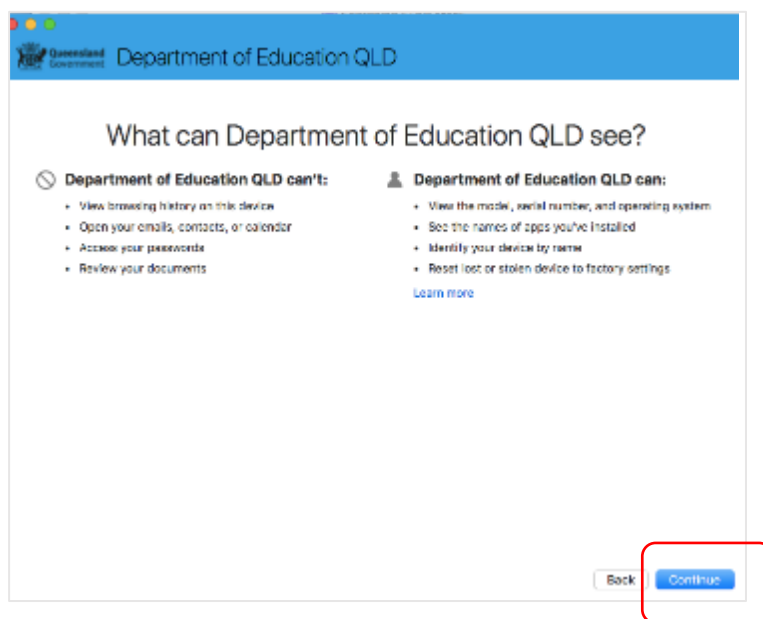 Queensland
Government
Department of Education QLD
What can Department of Education QLD see?
Department of Education QLD can't:
• View browsing history on this device
• Open your emails, contacts, or calendar
• Access your passwords
• Review your documents
Department of Education QLD can:
• View the model, serial number, and operating system
• See the names of apps you've installed
• Identify your device by name
• Reset lost or stolen device to factory settings
Learn more
Back
Continue